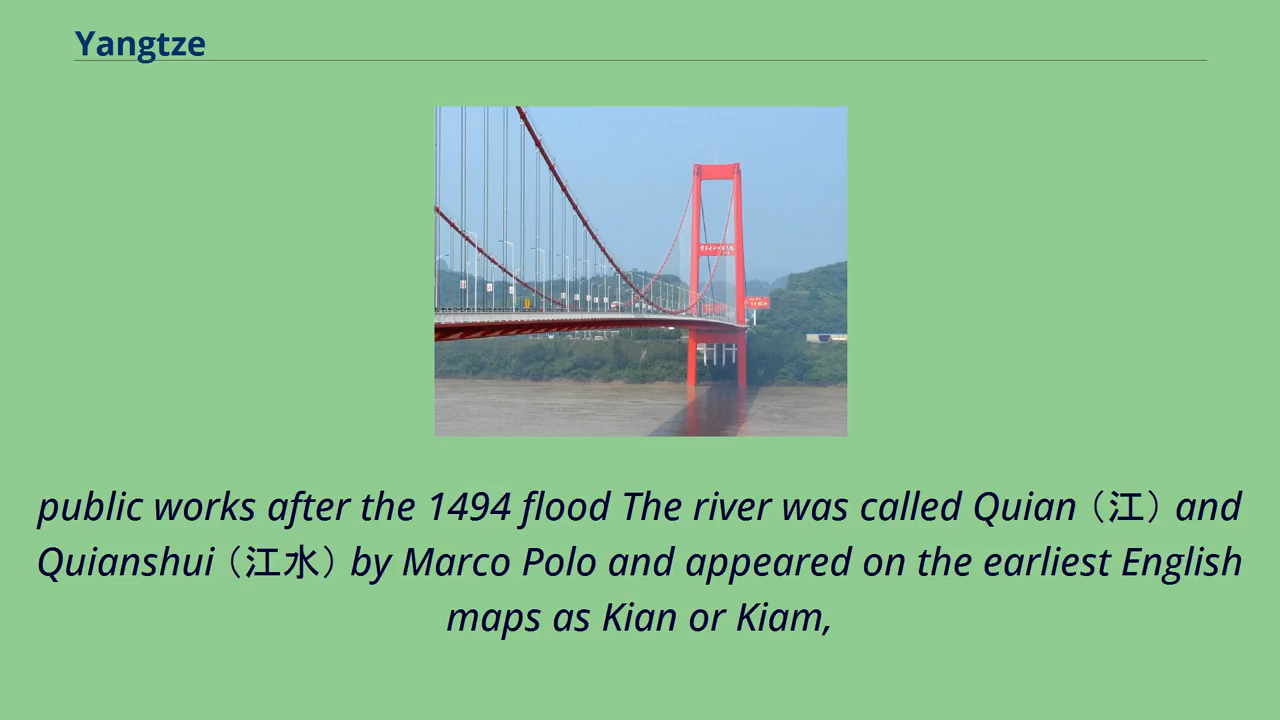 Yangtze
public works after the 1494 flood The river was called Quian（江）and
Quianshui（江水）by Marco Polo and appeared on the earliest English
maps as Kian or Kiam,